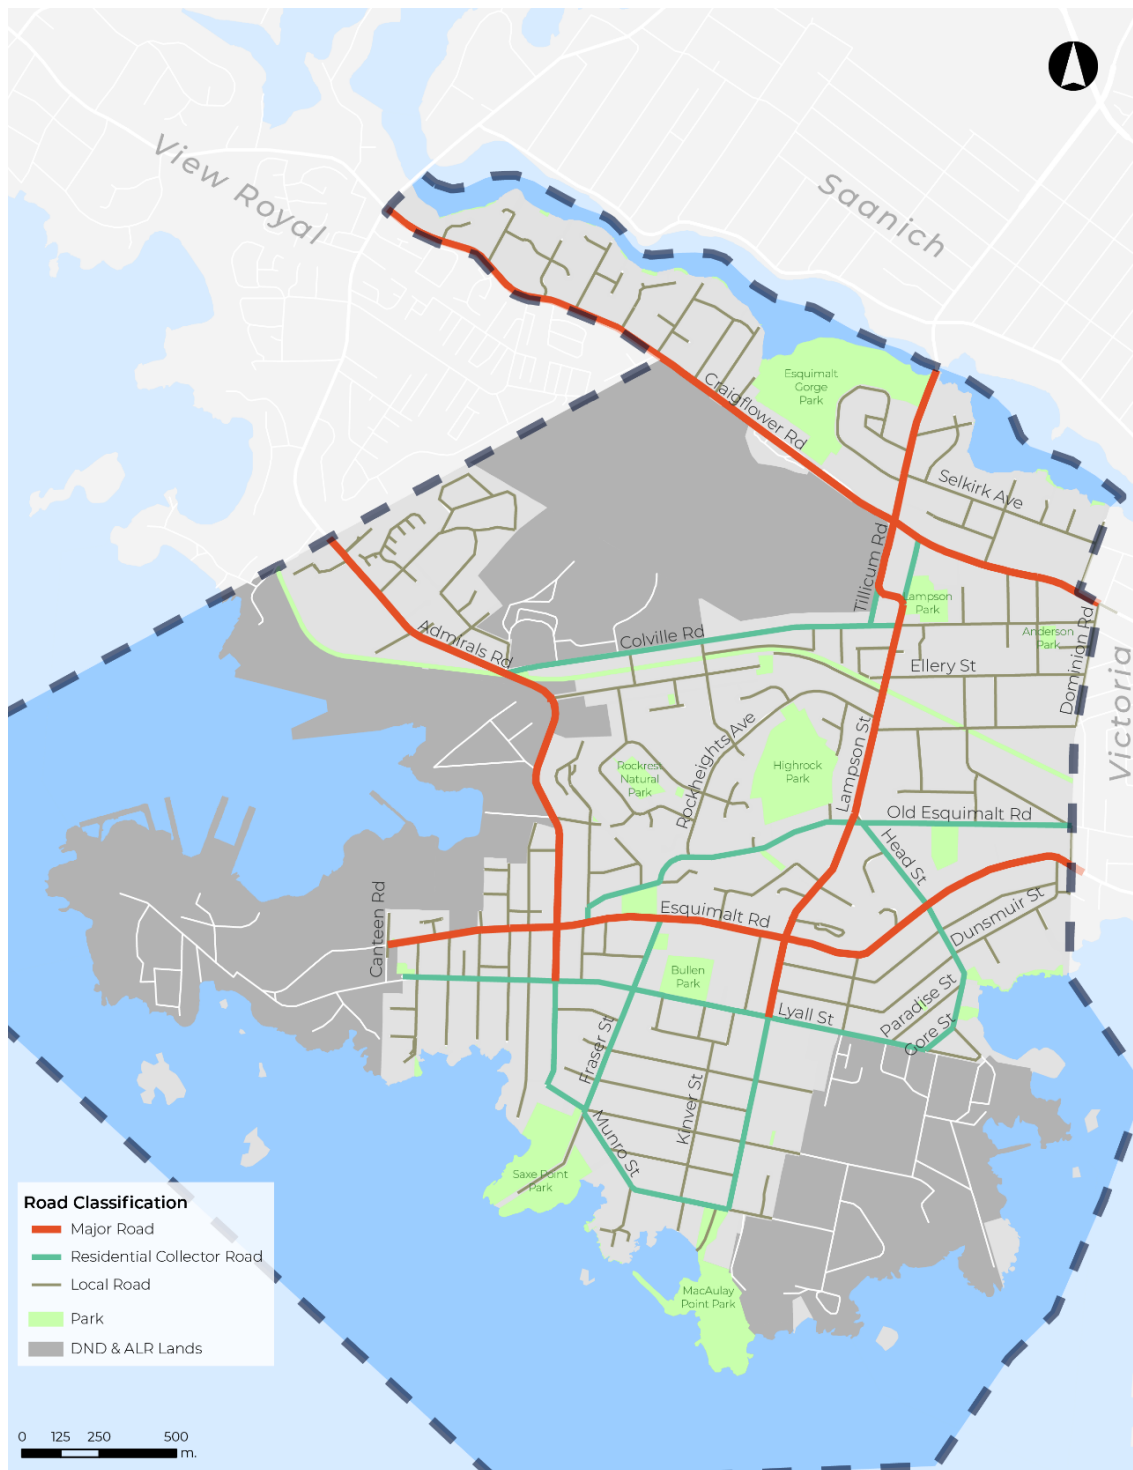 View Royal
Saanich
Esquimalt
Gorge
Park
Craigflower Rd
Selkirk Ave
Tillicum Rd
Lampson
Park
Anderson
Park
Dominion Rd
Victoria
Admirals Rd
Colville Rd
Ellery St
Rockheights Ave
Rockrest
Natural
Park
Highrock
Park
Lampson St
Old Esquimalt Rd
Head St
Canteen Rd
Esquimalt Rd
Dunsmuir St
Bullen
Park
Lyall St
Paradise St
Gore St
Fraser St
Kinver St
Munro St
Saxe Point
Park
MacAulay
Point Park
Road Classification
Major Road
Residential Collector Road
Local Road
Park
DND & ALR Lands
0 125 250 500
m.